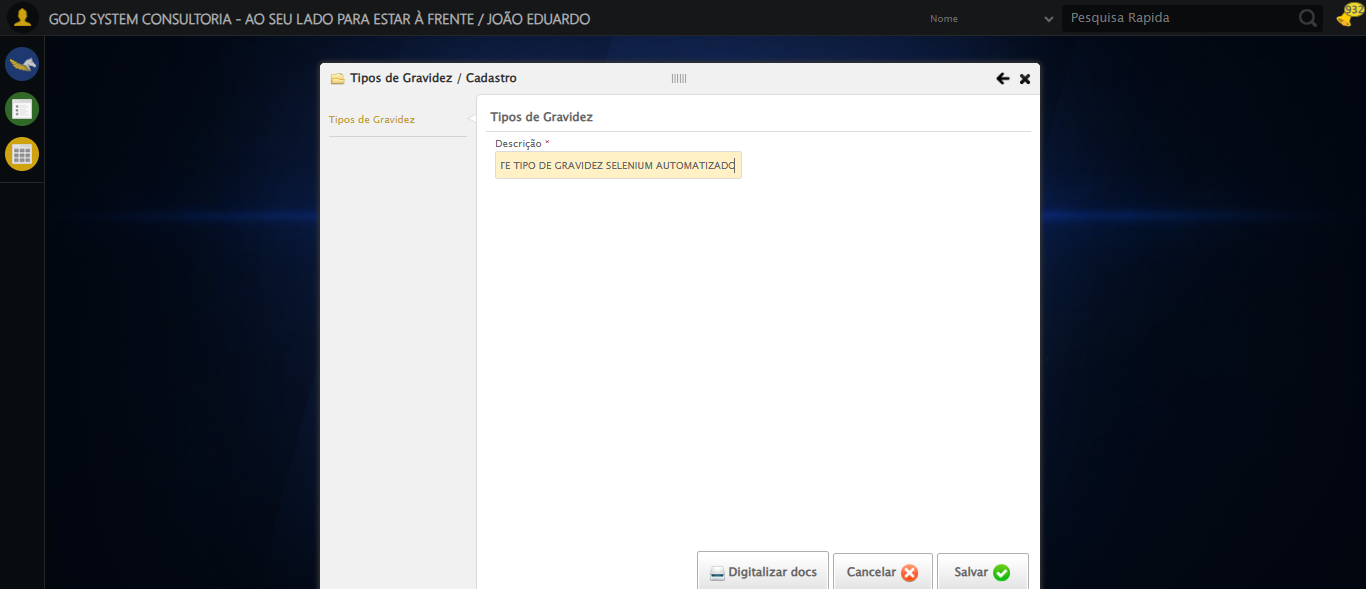 GOLD SYSTEM CONSULTORIA - AO SEU LADO PARA ESTAR À FRENTE / JOÃO EDUARDO
Nome
Pesquisa Rapida
932
Tipos de Gravidez / Cadastro
Tipos de Gravidez
Tipos de Gravidez
Descrição *
TE TIPO DE GRAVIDEZ SELENIUM AUTOMATIZADO
Digitalizar docs
Cancelar
Salvar